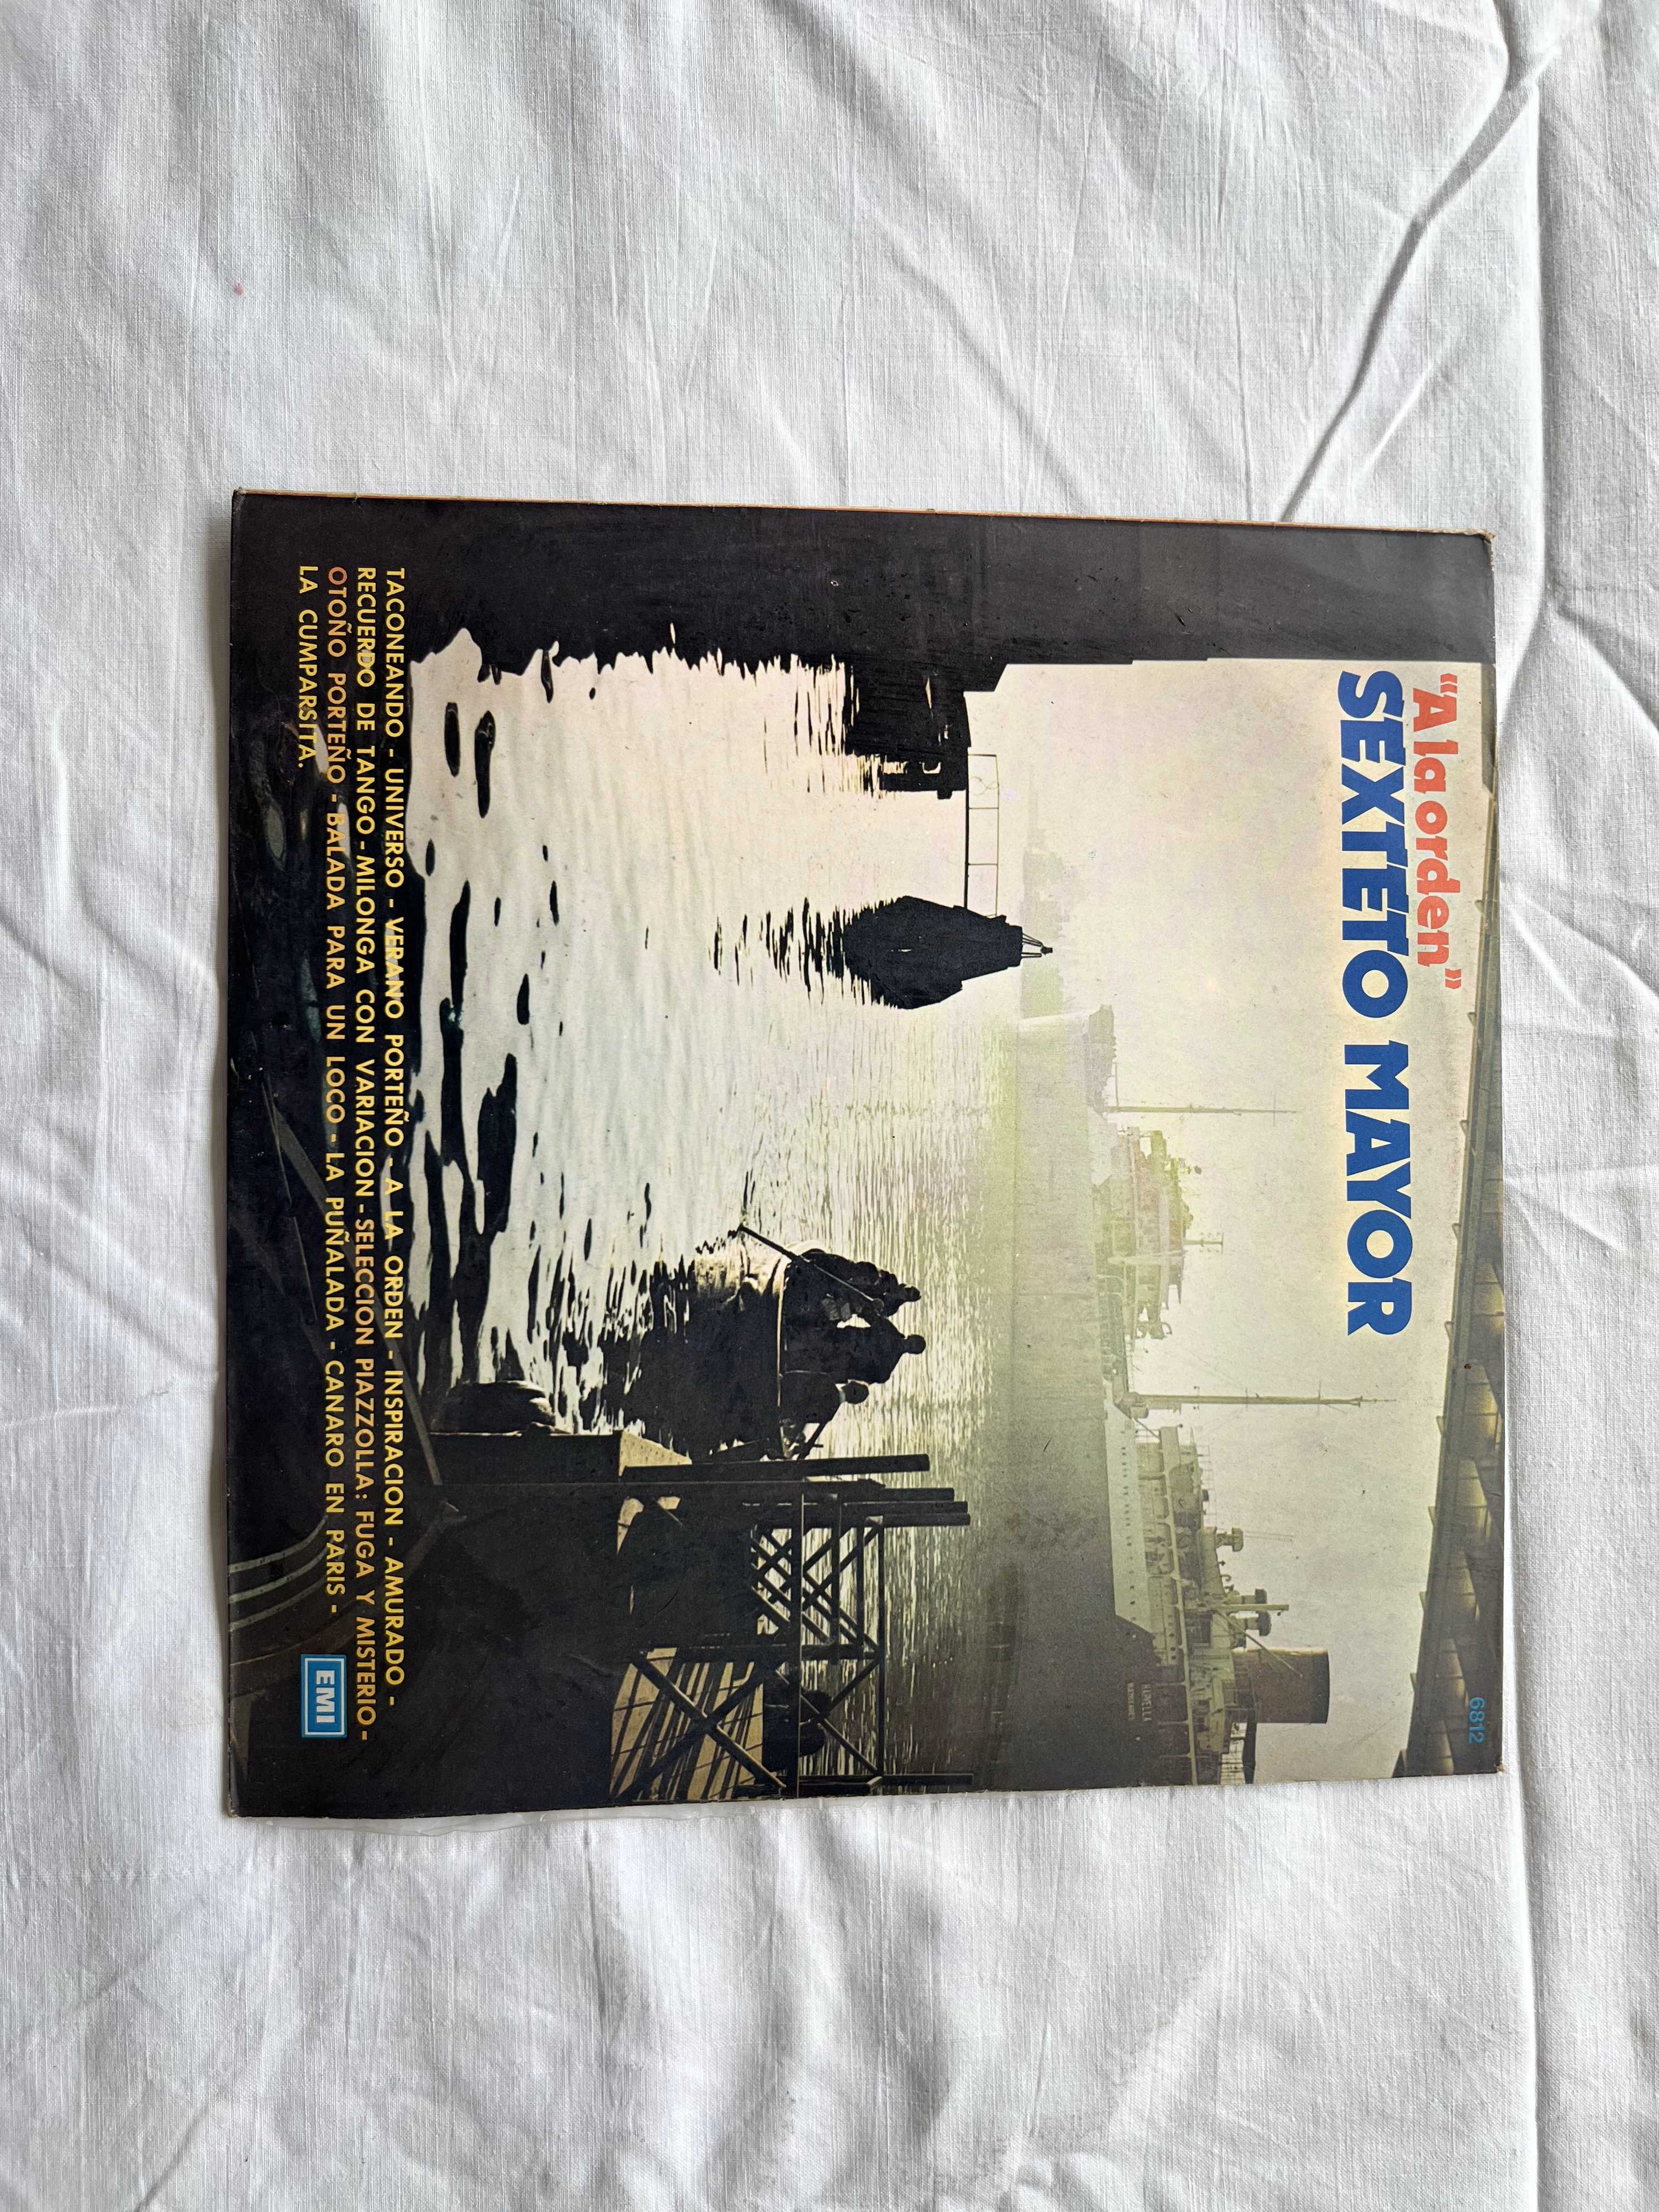 "A la orden"
SEXTETO MAYOR
6812
TACONEANDO - UNIVERSO - VERANO PORTEÑO - A LA ORDEN - INSPIRACION - AMURADO -
RECUERDO DE TANGO - MILONGA CON VARIACION - SELECCION PIAZZOLLA: FUGA Y MISTERIO -
OTOÑO PORTEÑO - BALADA PARA UN LOCO - LA PUÑALADA - CANARO EN PARIS -
LA CUMPARSITA.
EMI